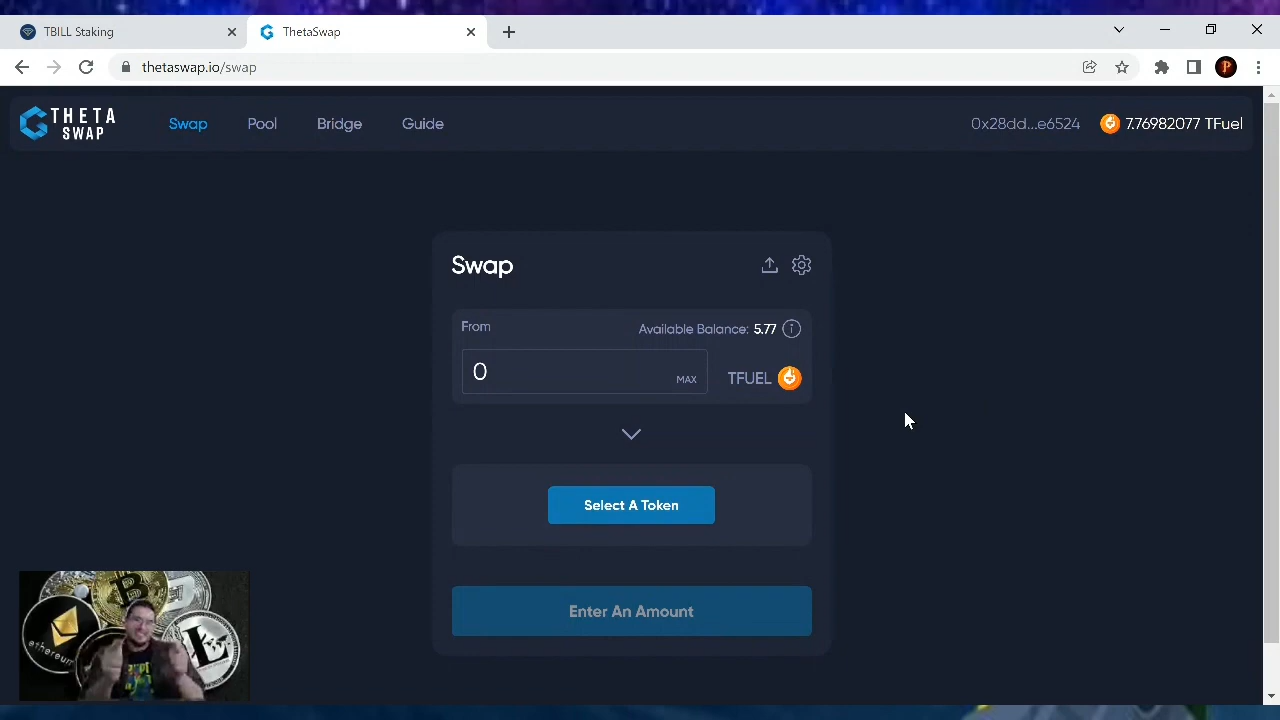 TBILL Staking
ThetaSwap
thetaswap.io/swap
THETA SWAP
Swap
Pool
Bridge
Guide
0x28dd...e6524
7.76982077 TFuel
Swap
From
Available Balance: 5.77
0
MAX
TFUEL
Select A Token
Enter An Amount
ethereum